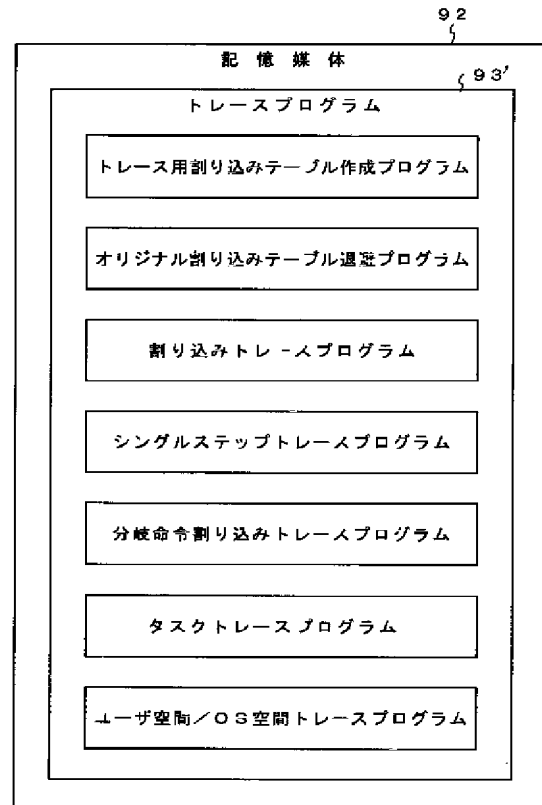 92
記憶媒体
93'
トレースプログラム
トレース用割り込みテーブル作成プログラム
オリジナル割り込みテーブル退避プログラム
割り込みトレースプログラム
シングルステップトレースプログラム
分岐命令割り込みトレースプログラム
タスクトレースプログラム
ユーザ空間/OS空間トレースプログラム